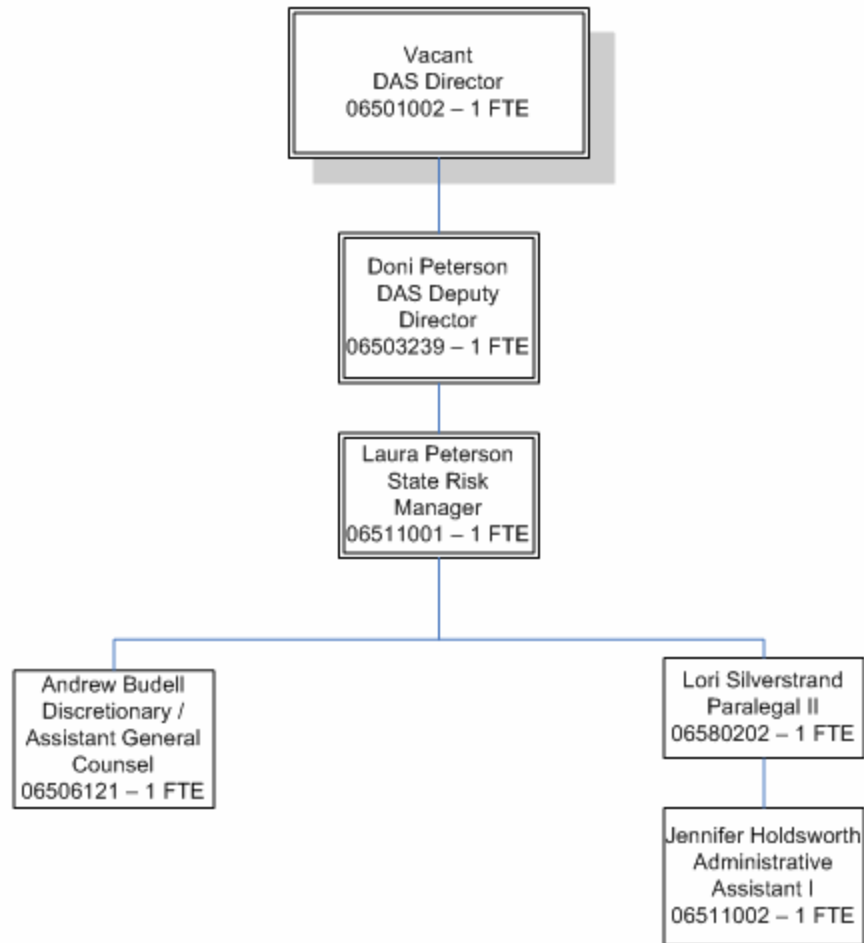 Vacant
DAS Director
06501002 – 1 FTE
Doni Peterson
DAS Deputy
Director
06503239 – 1 FTE
Laura Peterson
State Risk
Manager
06511001 – 1 FTE
Andrew Budell
Discretionary /
Assistant General
Counsel
06506121 – 1 FTE
Lori Silverstrand
Paralegal II
06580202 – 1 FTE
Jennifer Holdsworth
Administrative
Assistant I
06511002 – 1 FTE